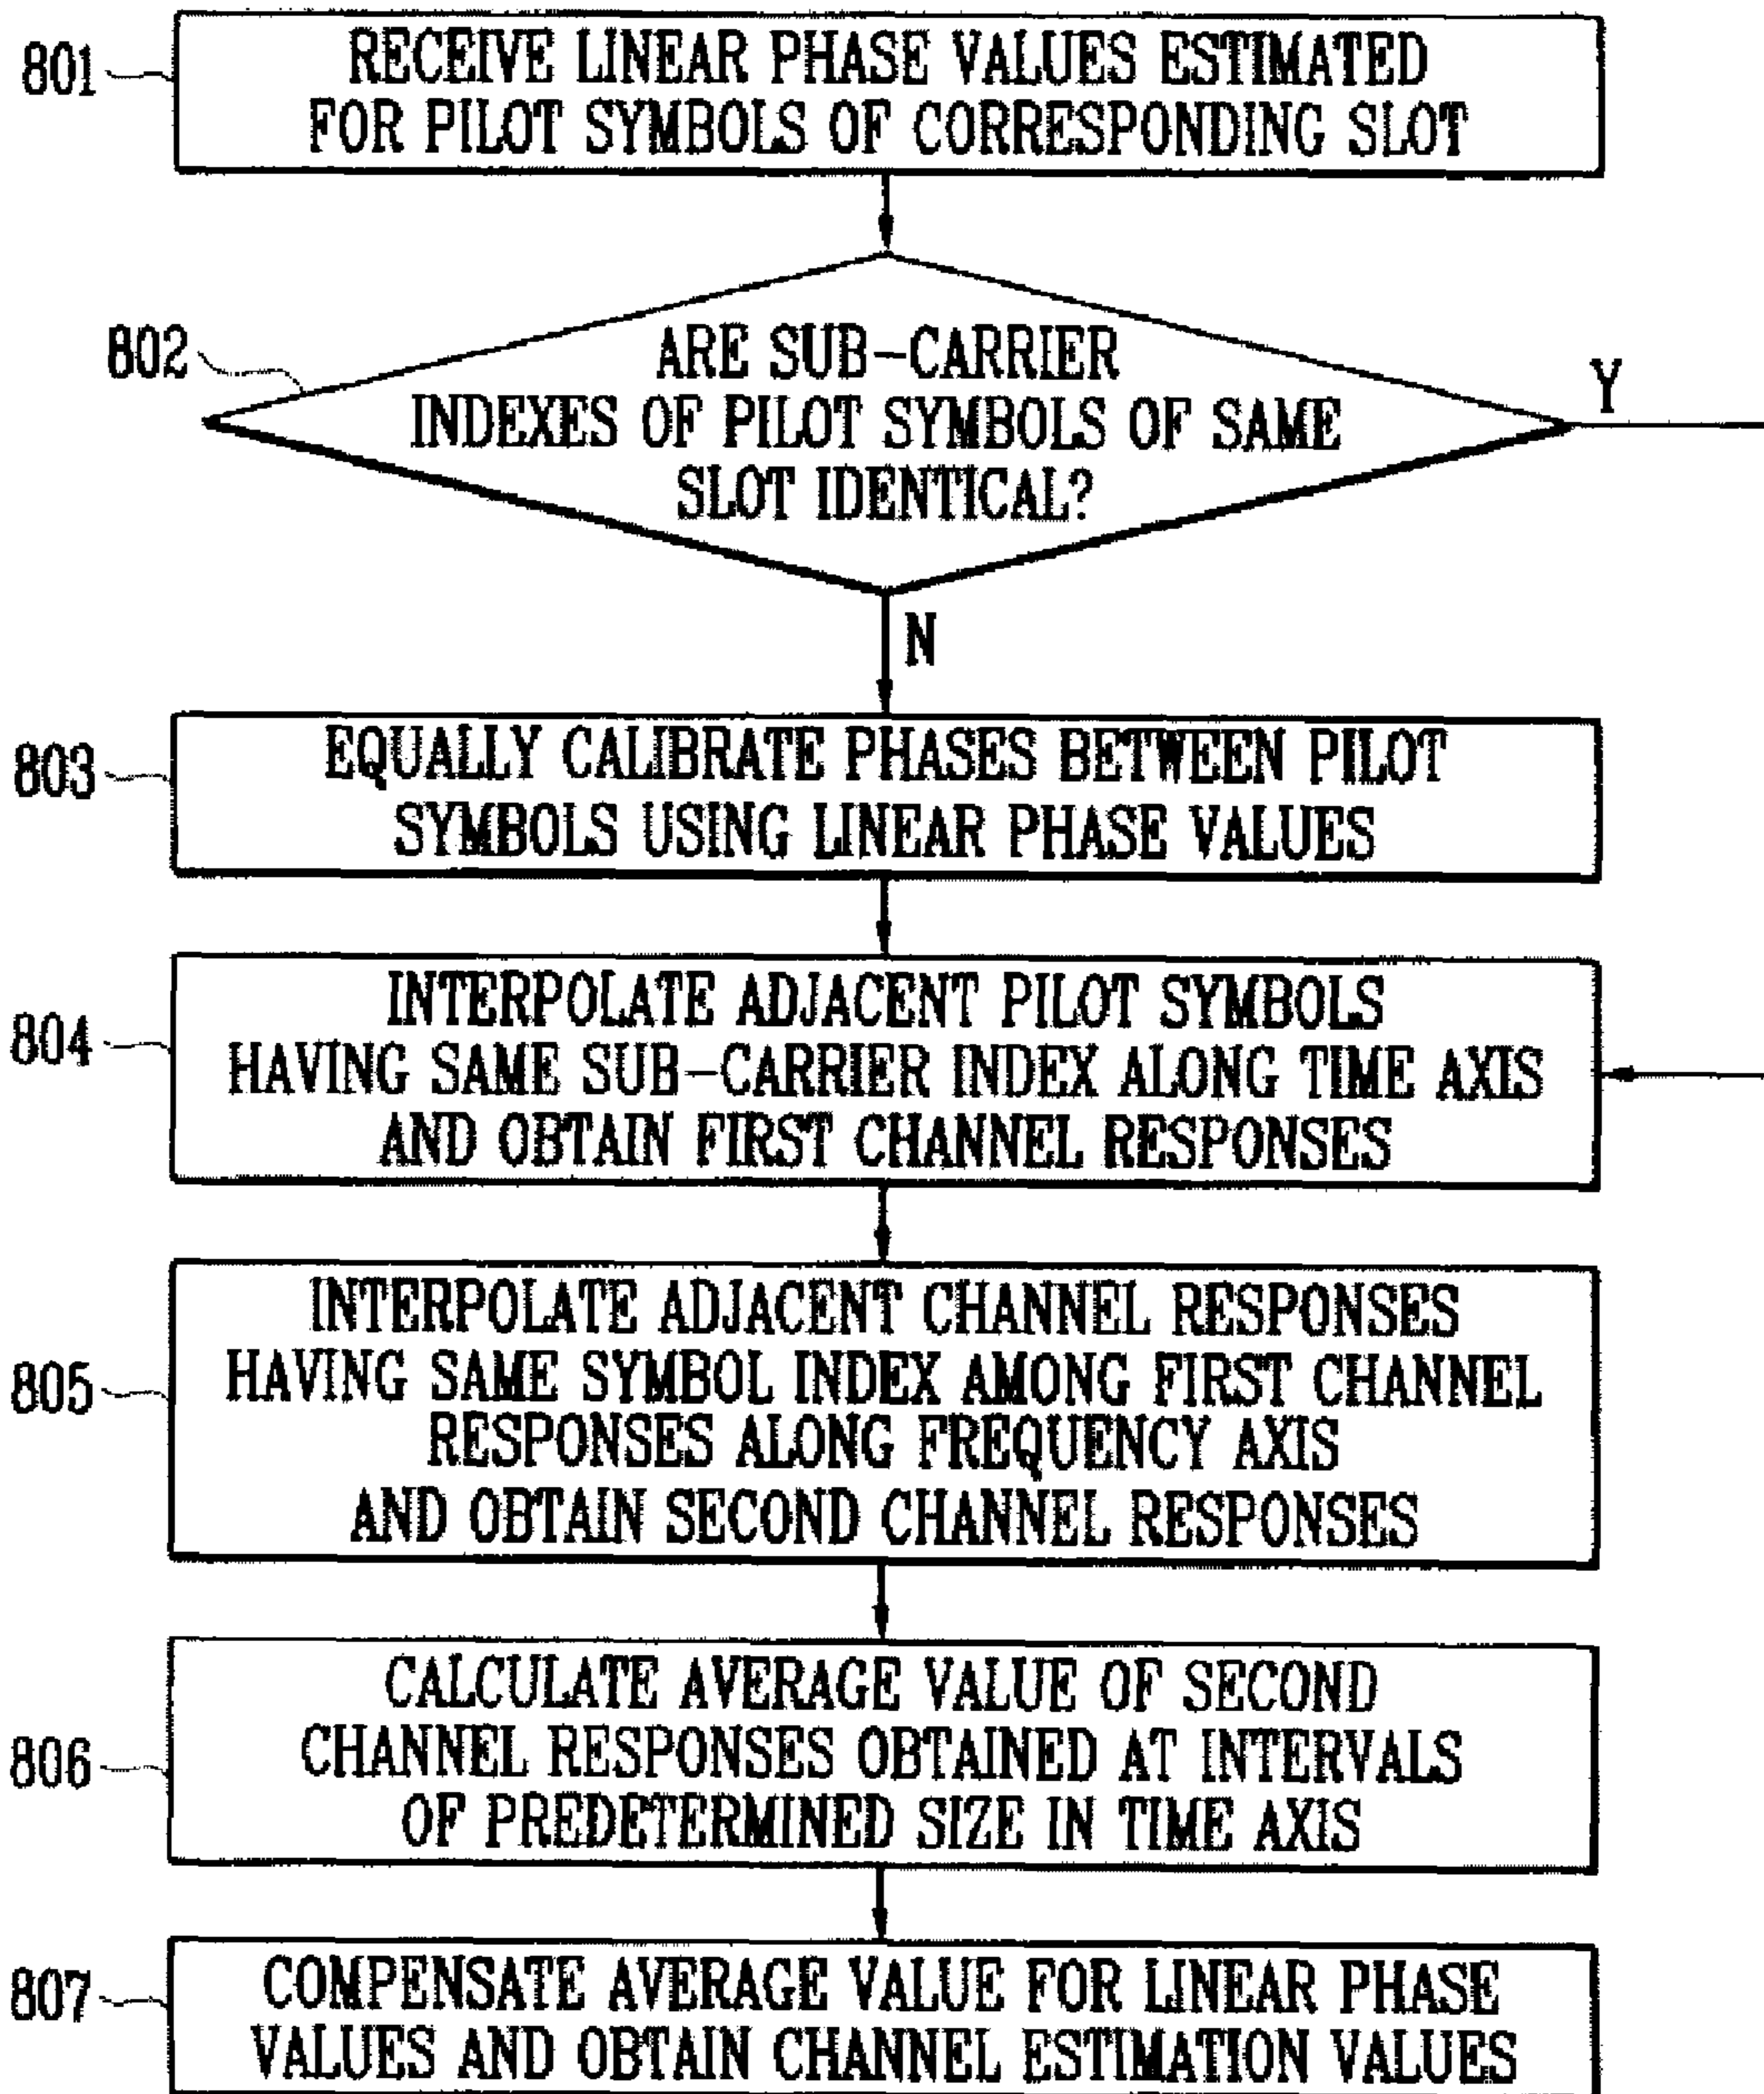 801
RECEIVE LINEAR PHASE VALUES ESTIMATED
FOR PILOT SYMBOLS OF CORRESPONDING SLOT
802
ARE SUB-CARRIER
INDEXES OF PILOT SYMBOLS OF SAME
SLOT IDENTICAL?
Y
N
803
EQUALLY CALIBRATE PHASES BETWEEN PILOT
SYMBOLS USING LINEAR PHASE VALUES
804
INTERPOLATE ADJACENT PILOT SYMBOLS
HAVING SAME SUB-CARRIER INDEX ALONG TIME AXIS
AND OBTAIN FIRST CHANNEL RESPONSES
805
INTERPOLATE ADJACENT CHANNEL RESPONSES
HAVING SAME SYMBOL INDEX AMONG FIRST CHANNEL
RESPONSES ALONG FREQUENCY AXIS
AND OBTAIN SECOND CHANNEL RESPONSES
806
CALCULATE AVERAGE VALUE OF SECOND
CHANNEL RESPONSES OBTAINED AT INTERVALS
OF PREDETERMINED SIZE IN TIME AXIS
807
COMPENSATE AVERAGE VALUE FOR LINEAR PHASE
VALUES AND OBTAIN CHANNEL ESTIMATION VALUES